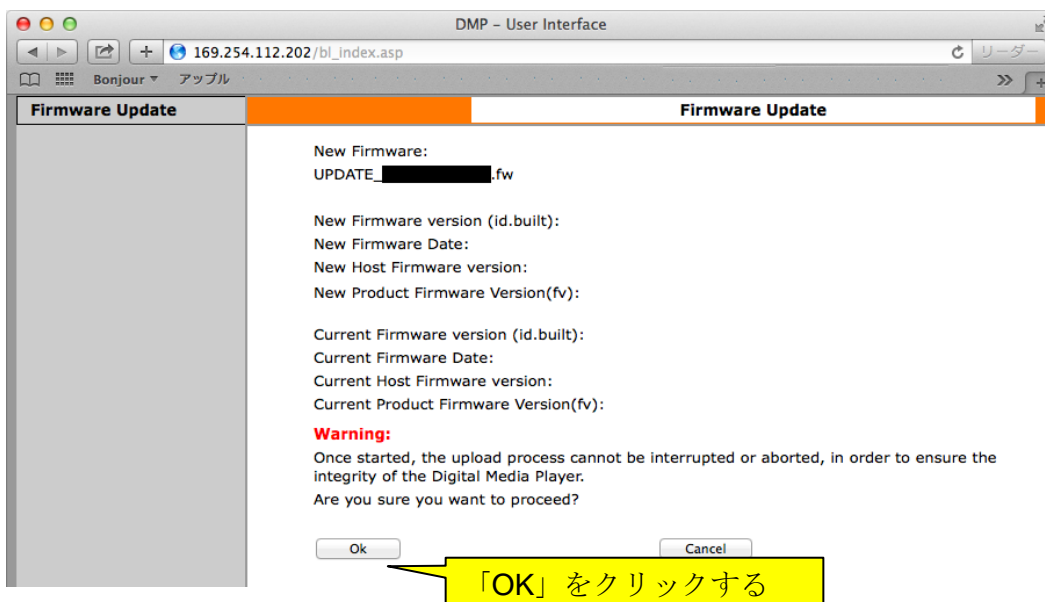 DMP – User Interface
169.254.112.202/bl_index.asp
リーダー
Bonjour ▼ アップル
Firmware Update
Firmware Update
New Firmware:
UPDATE_ .fw
New Firmware version (id.built):
New Firmware Date:
New Host Firmware version:
New Product Firmware Version(fv):
Current Firmware version (id.built):
Current Firmware Date:
Current Host Firmware version:
Current Product Firmware Version(fv):
Warning:
Once started, the upload process cannot be interrupted or aborted, in order to ensure the
integrity of the Digital Media Player.
Are you sure you want to proceed?
Ok
Cancel
「OK」をクリックする